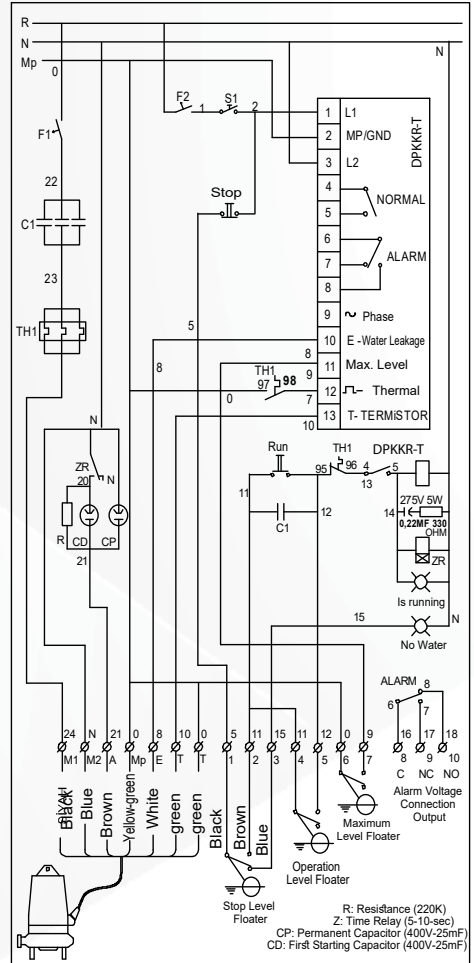 R
N N
Mp
0
F2 1 S1 2
F1
1 L1
2 MP/GND
3 L2
DPKKR-T
4
5 NORMAL
6
7 ALARM
8
9 ~ Phase
10 E -Water Leakage
11 Max. Level
12 Thermal
13 T- TERMiSTOR
Stop
22
C1
23
TH1
5
8
8
9
TH1
97 98
0
7
10
N
ZR
20 N
R CD CP
21
Run TH1 DPKKR-T
95 96 4 5
13
11
C1 12
275V 5W
14
0,22MF 330
OHM
ZR
Is running
15 N
No Water
ALARM 8
6 7
24 N 21 0 8 10 0 5 11 15 11 12 0 9 16 17 18
M1 M2 A Mp E T T 1 2 3 4 5 6 7 8 9 10
C NC NO
Alarm Voltage
Connection
Output
Black
Blue
Brown
Yellow-green
White
green
green
Black
Brown
Blue
Maximum
Level Floater
Operation
Level Floater
Stop Level
Floater
R: Resistance (220K)
Z: Time Relay (5-10-sec)
CP: Permanent Capacitor (400V-25mF)
CD: First Starting Capacitor (400V-25mF)